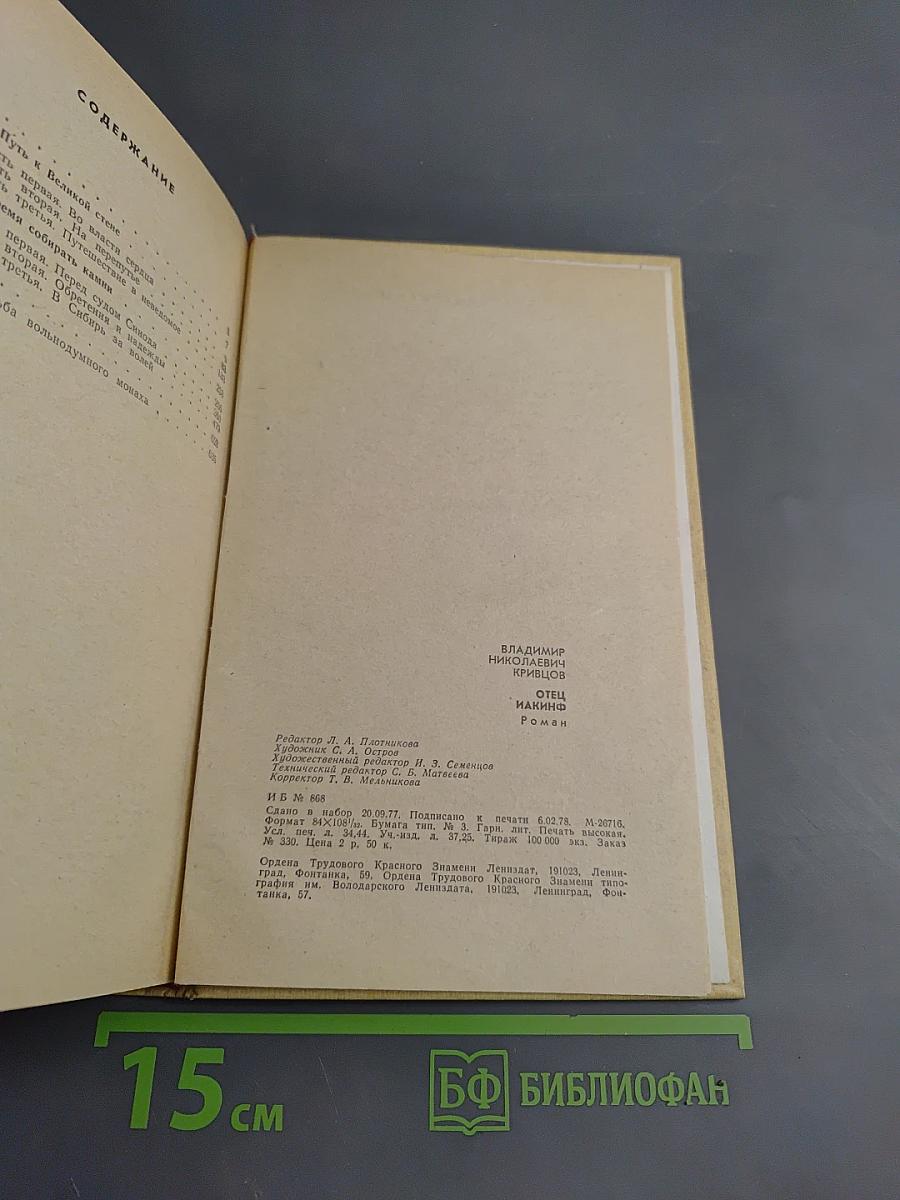 СОДЕРЖАНИЕ
Путь к Великой стене
первая. Во власти сердца
вторая. На перепутье
третья. Путешествие в неведомое
собирать камни
первая. Перед судом Синода
вторая. Обретения и надежды
третья. В Сибирь за волей
вольнодумного монаха
ВЛАДИМИР
НИКОЛАЕВИЧ
КРИВЦОВ
ОТЕЦ
ИАКИНФ
Роман
Редактор Л. А. Плотникова
Художник С. А. Остров
Художественный редактор И. З. Семенцов
Технический редактор С. Б. Матвеева
Корректор Т. В. Мельникова
И Б № 868
Сдано в набор 20.09.77. Подписано к печати 6.02.78. М-26716.
Формат 84×108¹/₃₂. Бумага тип. № 3. Гарн. лит. Печать высокая.
Усл. печ. л. 34,44. Уч.-изд. л. 37,25. Тираж 100 000 экз. Заказ
№ 330. Цена 2 р. 50 к.
Ордена Трудового Красного Знамени Лениздат, 191023, Ленин-
град, Фонтанка, 59. Ордена Трудового Красного Знамени типо-
графия им. Володарского Лениздата, 191023, Ленинград, Фон-
танка, 57.
15 см
БФ БИБЛИОФАН